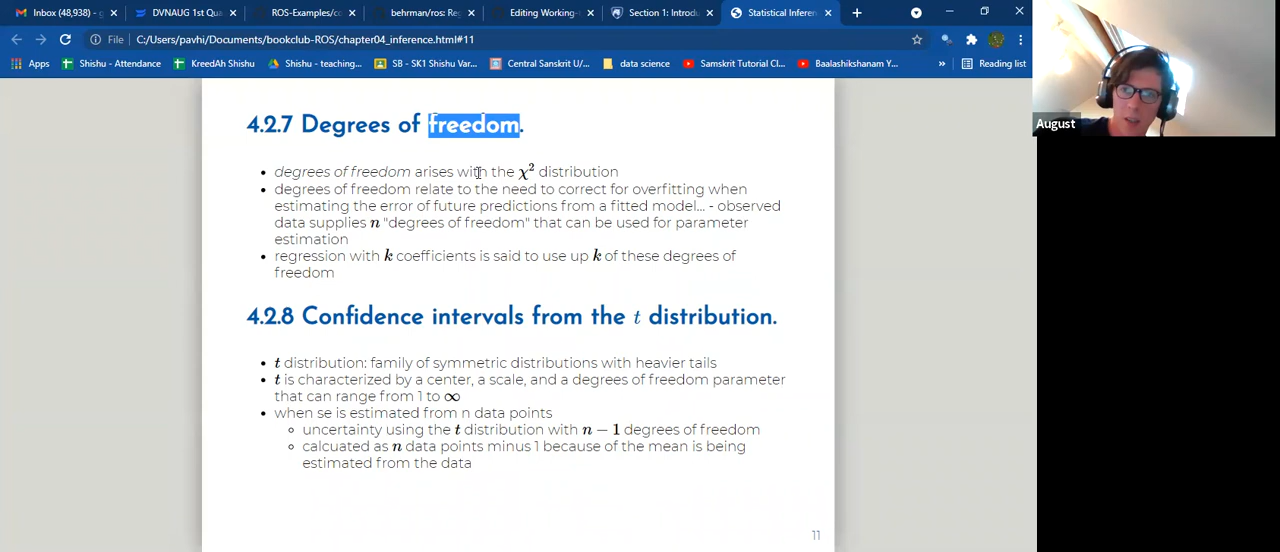 Inbox (48,938) - g
DVNAUG 1st Qua
ROS-Examples/co
behrman/ros: Reg
Editing Working-s
Section 1: Introdu
Statistical Inferen
File
C:/Users/pavhi/Documents/bookclub-ROS/chapter04_inference.html#11
Apps
Shishu - Attendance
KreedAh Shishu
Shishu - teaching...
SB - SK1 Shishu Var...
Central Sanskrit U/...
data science
Samskrit Tutorial Cl...
Baalashikshanam Y...
»
Reading list
August
4.2.7 Degrees of freedom.
• degrees of freedom arises with the χ² distribution
• degrees of freedom relate to the need to correct for overfitting when
estimating the error of future predictions from a fitted model... - observed
data supplies n "degrees of freedom" that can be used for parameter
estimation
• regression with k coefficients is said to use up k of these degrees of
freedom
4.2.8 Confidence intervals from the t distribution.
• t distribution: family of symmetric distributions with heavier tails
• t is characterized by a center, a scale, and a degrees of freedom parameter
that can range from 1 to ∞
• when se is estimated from n data points
◦ uncertainty using the t distribution with n − 1 degrees of freedom
◦ calcuated as n data points minus 1 because of the mean is being
estimated from the data
11